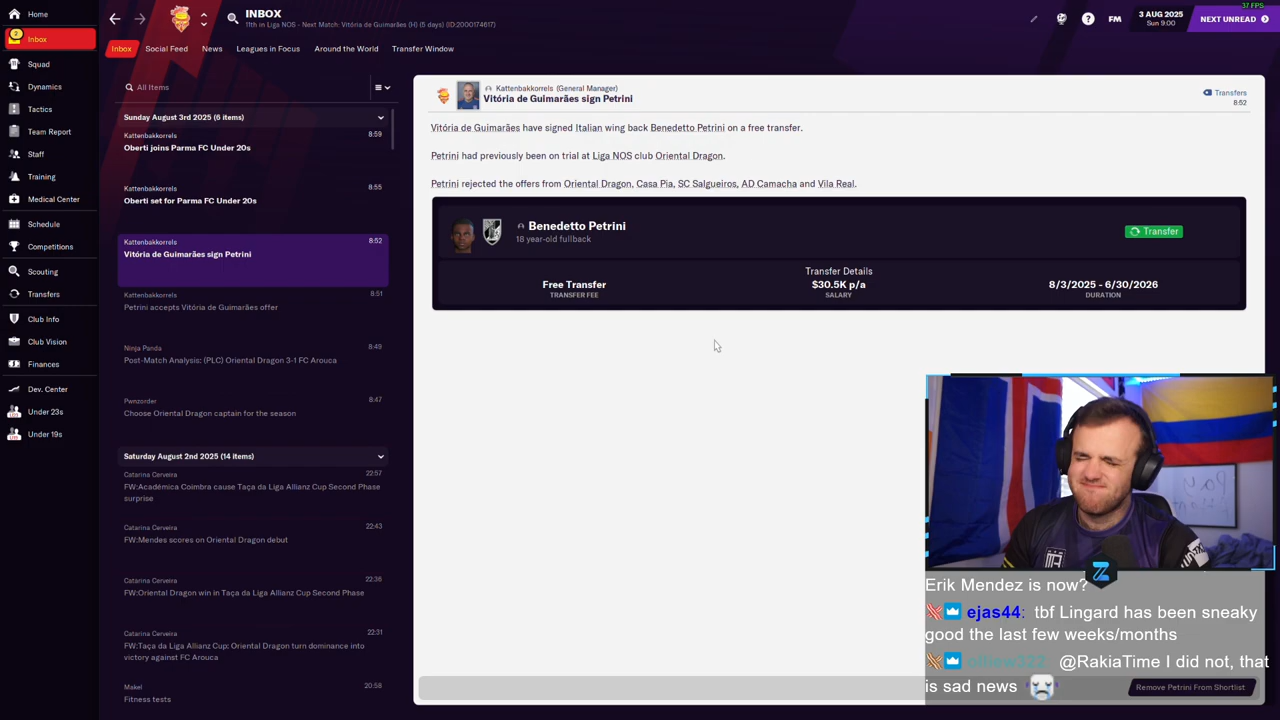 37 FPS
Home
INBOX
11th in Liga NOS - Next Match: Vitória de Guimarães (H) (5 days) (ID:2000174617)
FM
3 AUG 2025
Sun 9:00
NEXT UNREAD
2
Inbox
Inbox
Social Feed
News
Leagues in Focus
Around the World
Transfer Window
Squad
Dynamics
Tactics
Team Report
Staff
Training
Medical Center
Schedule
Competitions
Scouting
Transfers
Club Info
Club Vision
Finances
Dev. Center
Under 23s
Under 19s
All Items
Sunday August 3rd 2025 (6 items)
Kattenbakkorrels 8:59
Oberti joins Parma FC Under 20s
Kattenbakkorrels 8:55
Oberti set for Parma FC Under 20s
Kattenbakkorrels 8:52
Vitória de Guimarães sign Petrini
Kattenbakkorrels 8:51
Petrini accepts Vitória de Guimarães offer
Ninja Panda 8:49
Post-Match Analysis: (PLC) Oriental Dragon 3-1 FC Arouca
Pwnzorder 8:47
Choose Oriental Dragon captain for the season
Saturday August 2nd 2025 (14 items)
Catarina Cerveira 22:57
FW:Académica Coimbra cause Taça da Liga Allianz Cup Second Phase
surprise
Catarina Cerveira 22:43
FW:Mendes scores on Oriental Dragon debut
Catarina Cerveira 22:36
FW:Oriental Dragon win in Taça da Liga Allianz Cup Second Phase
Catarina Cerveira 22:31
FW:Taça da Liga Allianz Cup: Oriental Dragon turn dominance into
victory against FC Arouca
Makel 20:58
Fitness tests
Kattenbakkorrels (General Manager)
Vitória de Guimarães sign Petrini
Transfers
8:52
Vitória de Guimarães have signed Italian wing back Benedetto Petrini on a free transfer.
Petrini had previously been on trial at Liga NOS club Oriental Dragon.
Petrini rejected the offers from Oriental Dragon, Casa Pia, SC Salgueiros, AD Camacha and Vila Real.
Benedetto Petrini
18 year-old fullback
Transfer
Transfer Details
Free Transfer
TRANSFER FEE
$30.5K p/a
SALARY
8/3/2025 - 6/30/2026
DURATION
Erik Mendez is now?
ejas44: tbf Lingard has been sneaky
good the last few weeks/months
@RakiaTime I did not, that
is sad news
Remove Petrini From Shortlist